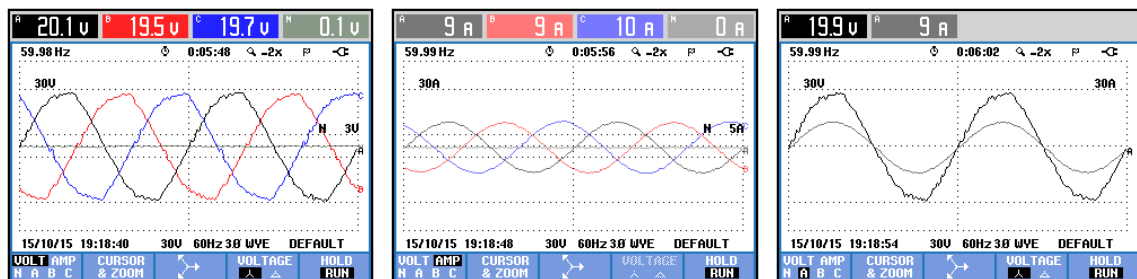 A 20.1 V B 19.5 V C 19.7 V N 0.1 V
59.98 Hz 0:05:48 -2x P
30V
C
N 3V
A
B
15/10/15 19:18:40 30V 60Hz 3Ø WYE DEFAULT
VOLT AMP CURSOR VOLTAGE HOLD
N A B C & ZOOM RUN
A 9 A B 9 A C 10 A N 0 A
59.99 Hz 0:05:56 -2x P
30A
N 5A
C
A
B
15/10/15 19:18:48 30V 60Hz 3Ø WYE DEFAULT
VOLT AMP CURSOR VOLTAGE HOLD
N A B C & ZOOM RUN
A 19.9 V A 9 A
59.99 Hz 0:06:02 -2x P
30V 30A
A
15/10/15 19:18:54 30V 60Hz 3Ø WYE DEFAULT
VOLT AMP CURSOR VOLTAGE HOLD
N A B C & ZOOM RUN